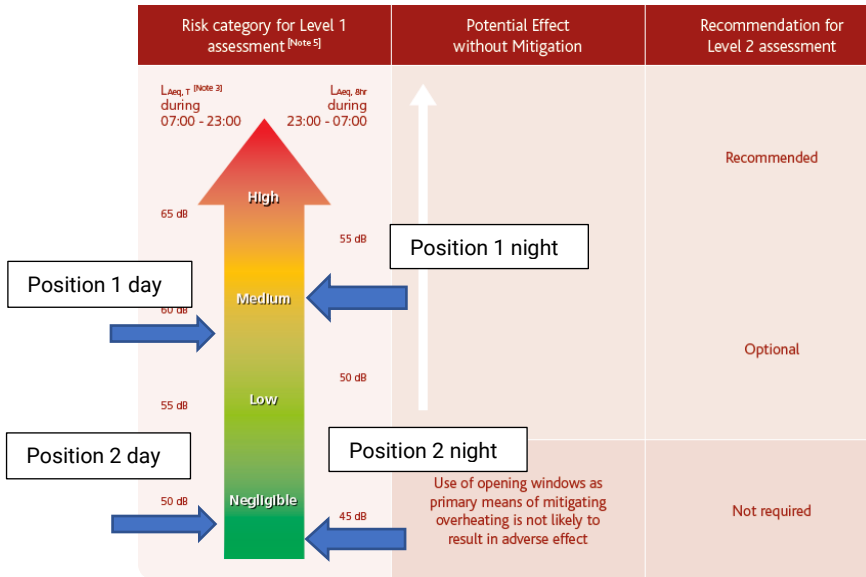 Risk category for Level 1
assessment [Note 5]
Potential Effect
without Mitigation
Recommendation for
Level 2 assessment
LAeq, T [Note 3]
during
07:00 - 23:00
LAeq, 8hr
during
23:00 - 07:00
Recommended
High
65 dB
55 dB
Position 1 night
Position 1 day
Medium
60 dB
Optional
50 dB
Low
55 dB
Position 2 night
Position 2 day
Use of opening windows as
primary means of mitigating
overheating is not likely to
result in adverse effect
Negligible
50 dB
45 dB
Not required